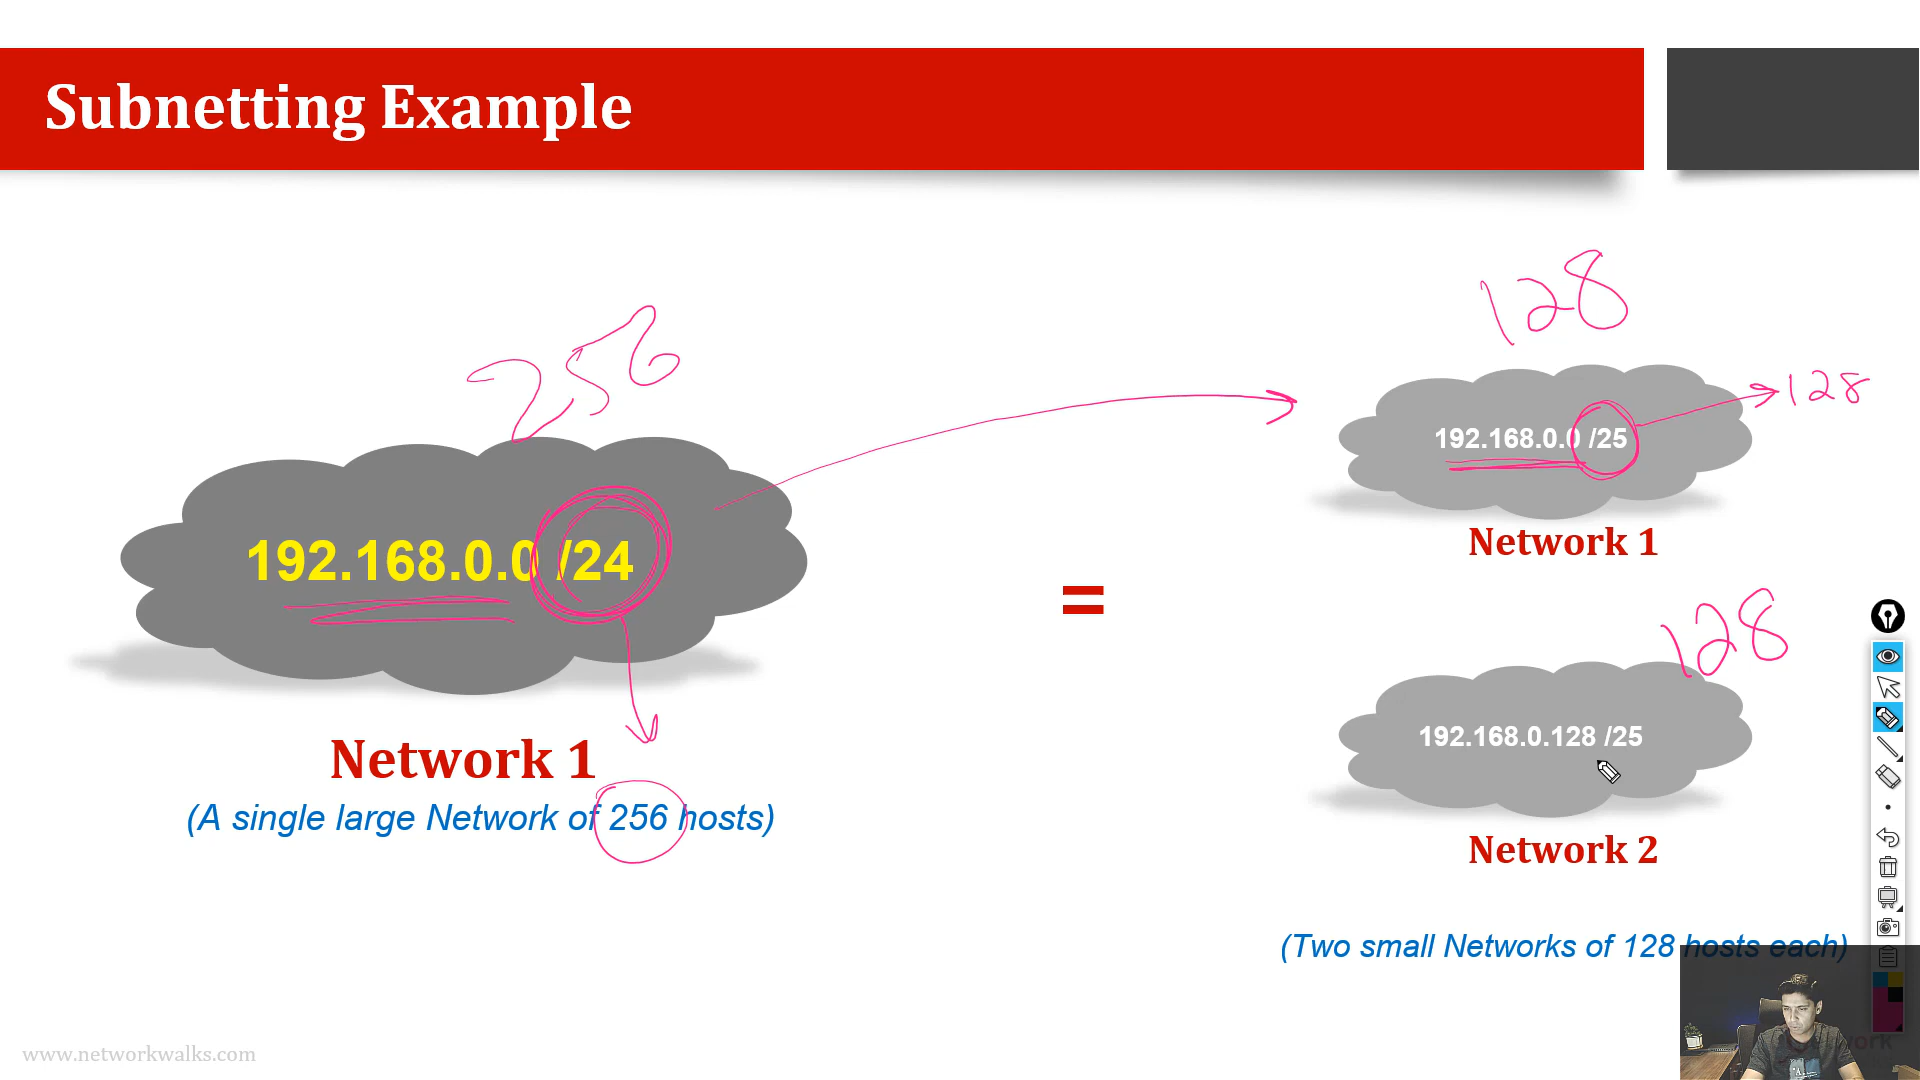 Subnetting Example
256
192.168.0.0 /24
Network 1
(A single large Network of 256 hosts)
=
128
128
192.168.0.0 /25
Network 1
128
192.168.0.128 /25
Network 2
(Two small Networks of 128 hosts each)
www.networkwalks.com